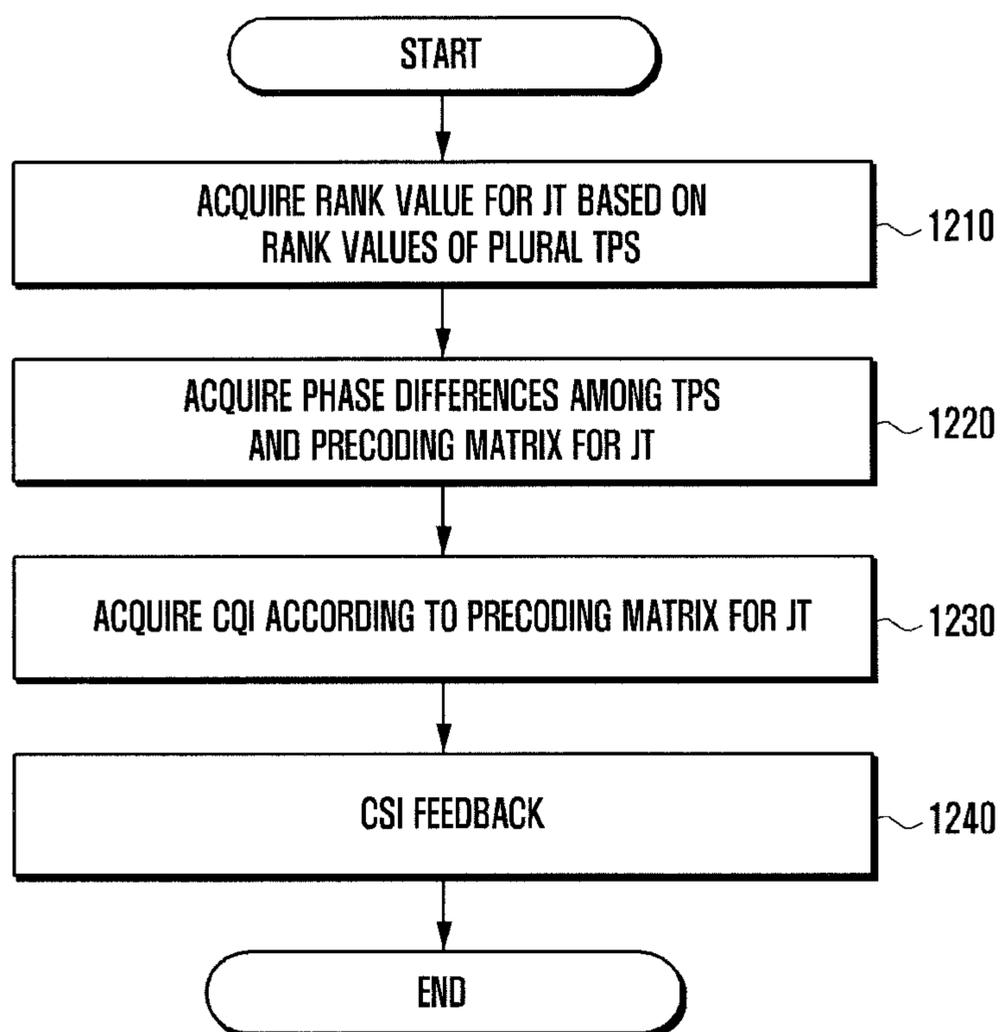 START
ACQUIRE RANK VALUE FOR JT BASED ON
RANK VALUES OF PLURAL TPS
1210
ACQUIRE PHASE DIFFERENCES AMONG TPS
AND PRECODING MATRIX FOR JT
1220
ACQUIRE CQI ACCORDING TO PRECODING MATRIX FOR JT
1230
CSI FEEDBACK
1240
END